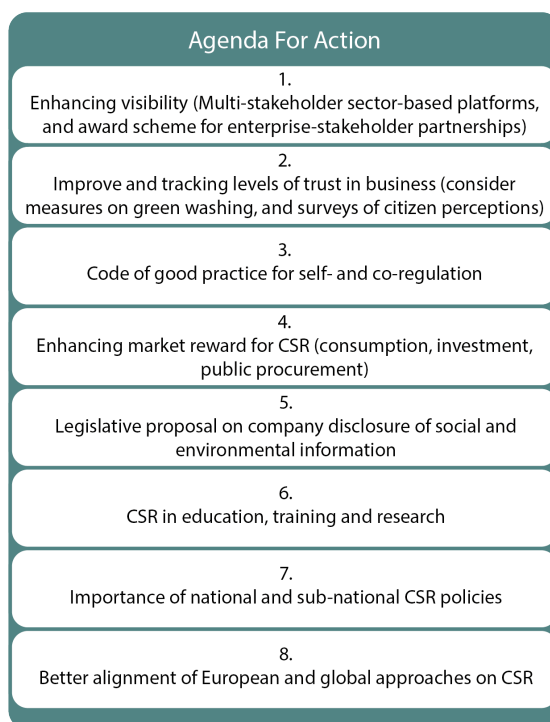 Agenda For Action
1.
Enhancing visibility (Multi-stakeholder sector-based platforms,
and award scheme for enterprise-stakeholder partnerships)
2.
Improve and tracking levels of trust in business (consider
measures on green washing, and surveys of citizen perceptions)
3.
Code of good practice for self- and co-regulation
4.
Enhancing market reward for CSR (consumption, investment,
public procurement)
5.
Legislative proposal on company disclosure of social and
environmental information
6.
CSR in education, training and research
7.
Importance of national and sub-national CSR policies
8.
Better alignment of European and global approaches on CSR